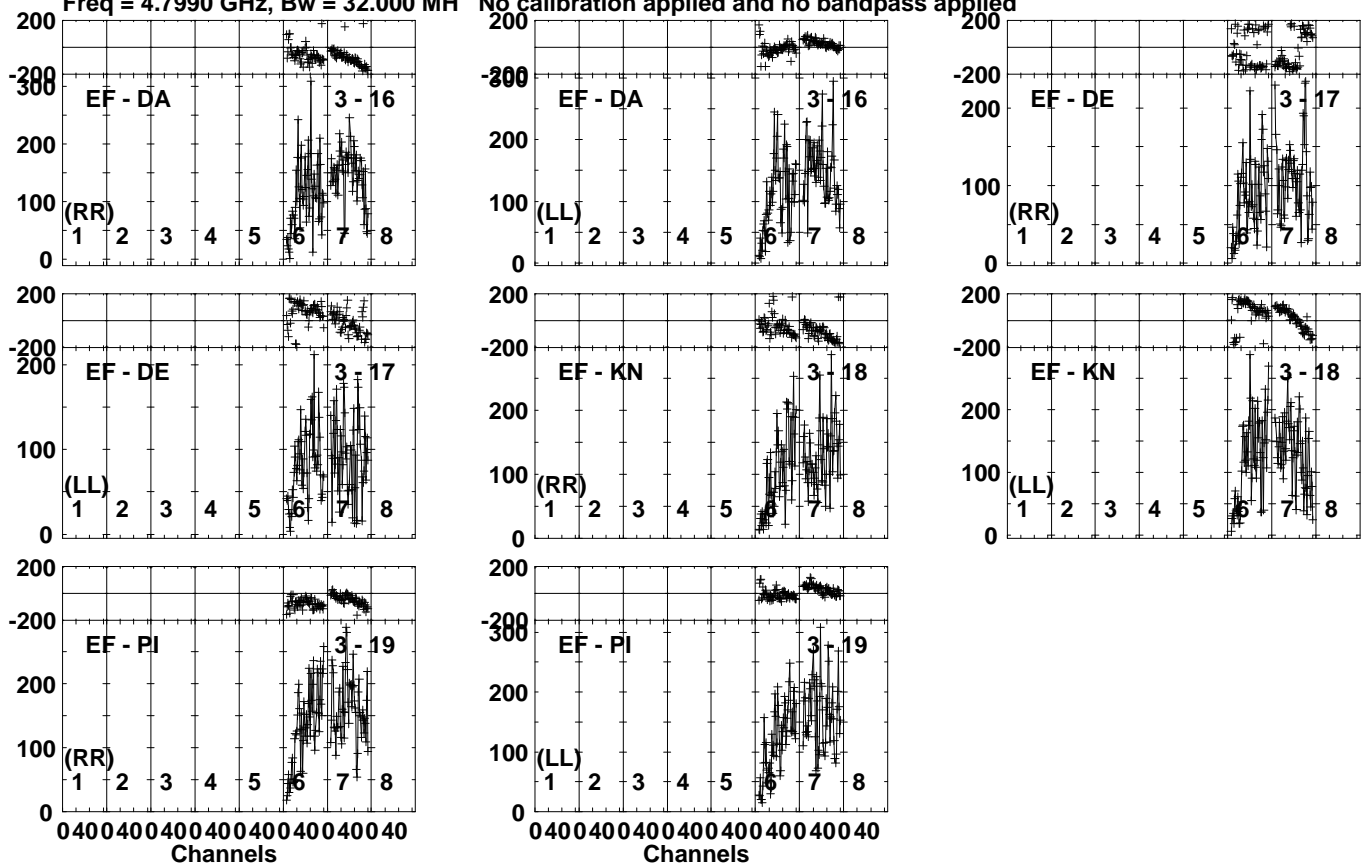 Freq = 4.7990 GHz, Bw = 32.000 MH No calibration applied and no bandpass applied
200
-200
300
200
100
0
EF - DA 3 - 16
(RR)
1 2 3 4 5 6 7 8
200
-200
300
200
100
0
EF - DA 3 - 16
(LL)
1 2 3 4 5 6 7 8
200
-200
200
100
0
EF - DE 3 - 17
(RR)
1 2 3 4 5 6 7 8
200
-200
200
100
0
EF - DE 3 - 17
(LL)
1 2 3 4 5 6 7 8
200
-200
200
100
0
EF - KN 3 - 18
(RR)
1 2 3 4 5 6 7 8
200
-200
200
100
0
EF - KN 3 - 18
(LL)
1 2 3 4 5 6 7 8
200
-200
200
100
0
EF - PI 3 - 19
(RR)
1 2 3 4 5 6 7 8
0 40 0 40 0 40 0 40 0 40 0 40 0 40 0 40
Channels
200
-200
300
200
100
0
EF - PI 3 - 19
(LL)
1 2 3 4 5 6 7 8
0 40 0 40 0 40 0 40 0 40 0 40 0 40 0 40
Channels